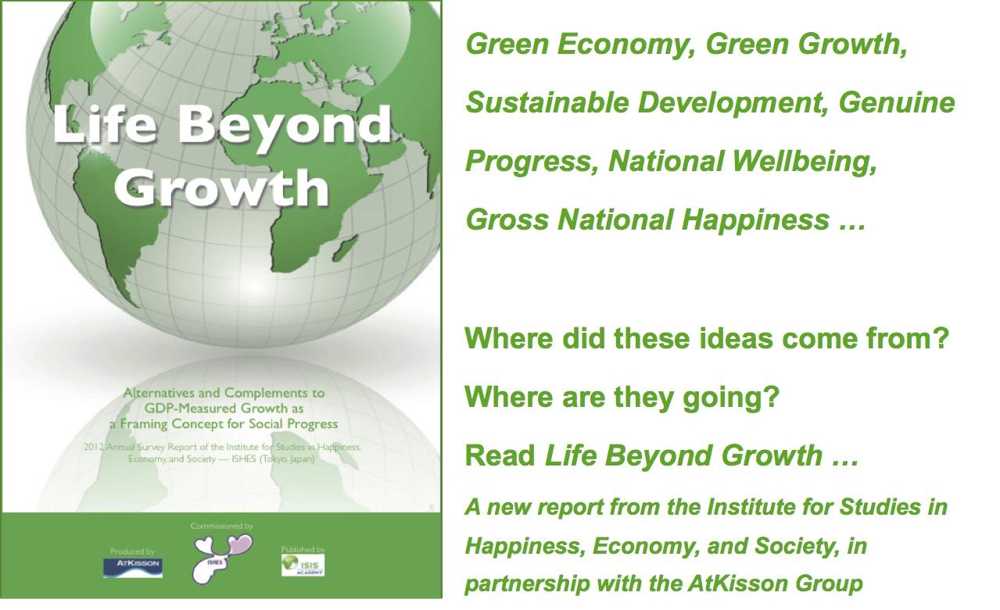 Life Beyond
Growth
Alternatives and Complements to
GDP-Measured Growth as
a Framing Concept for Social Progress
2012 Annual Survey Report of the Institute for Studies in Happiness,
Economy, and Society — ISHES (Tokyo, Japan)
Commissioned by
Produced by
Published by
ATKISSON
ISHES
ISIS
ACADEMY
Green Economy, Green Growth,
Sustainable Development, Genuine
Progress, National Wellbeing,
Gross National Happiness …
Where did these ideas come from?
Where are they going?
Read Life Beyond Growth …
A new report from the Institute for Studies in
Happiness, Economy, and Society, in
partnership with the AtKisson Group